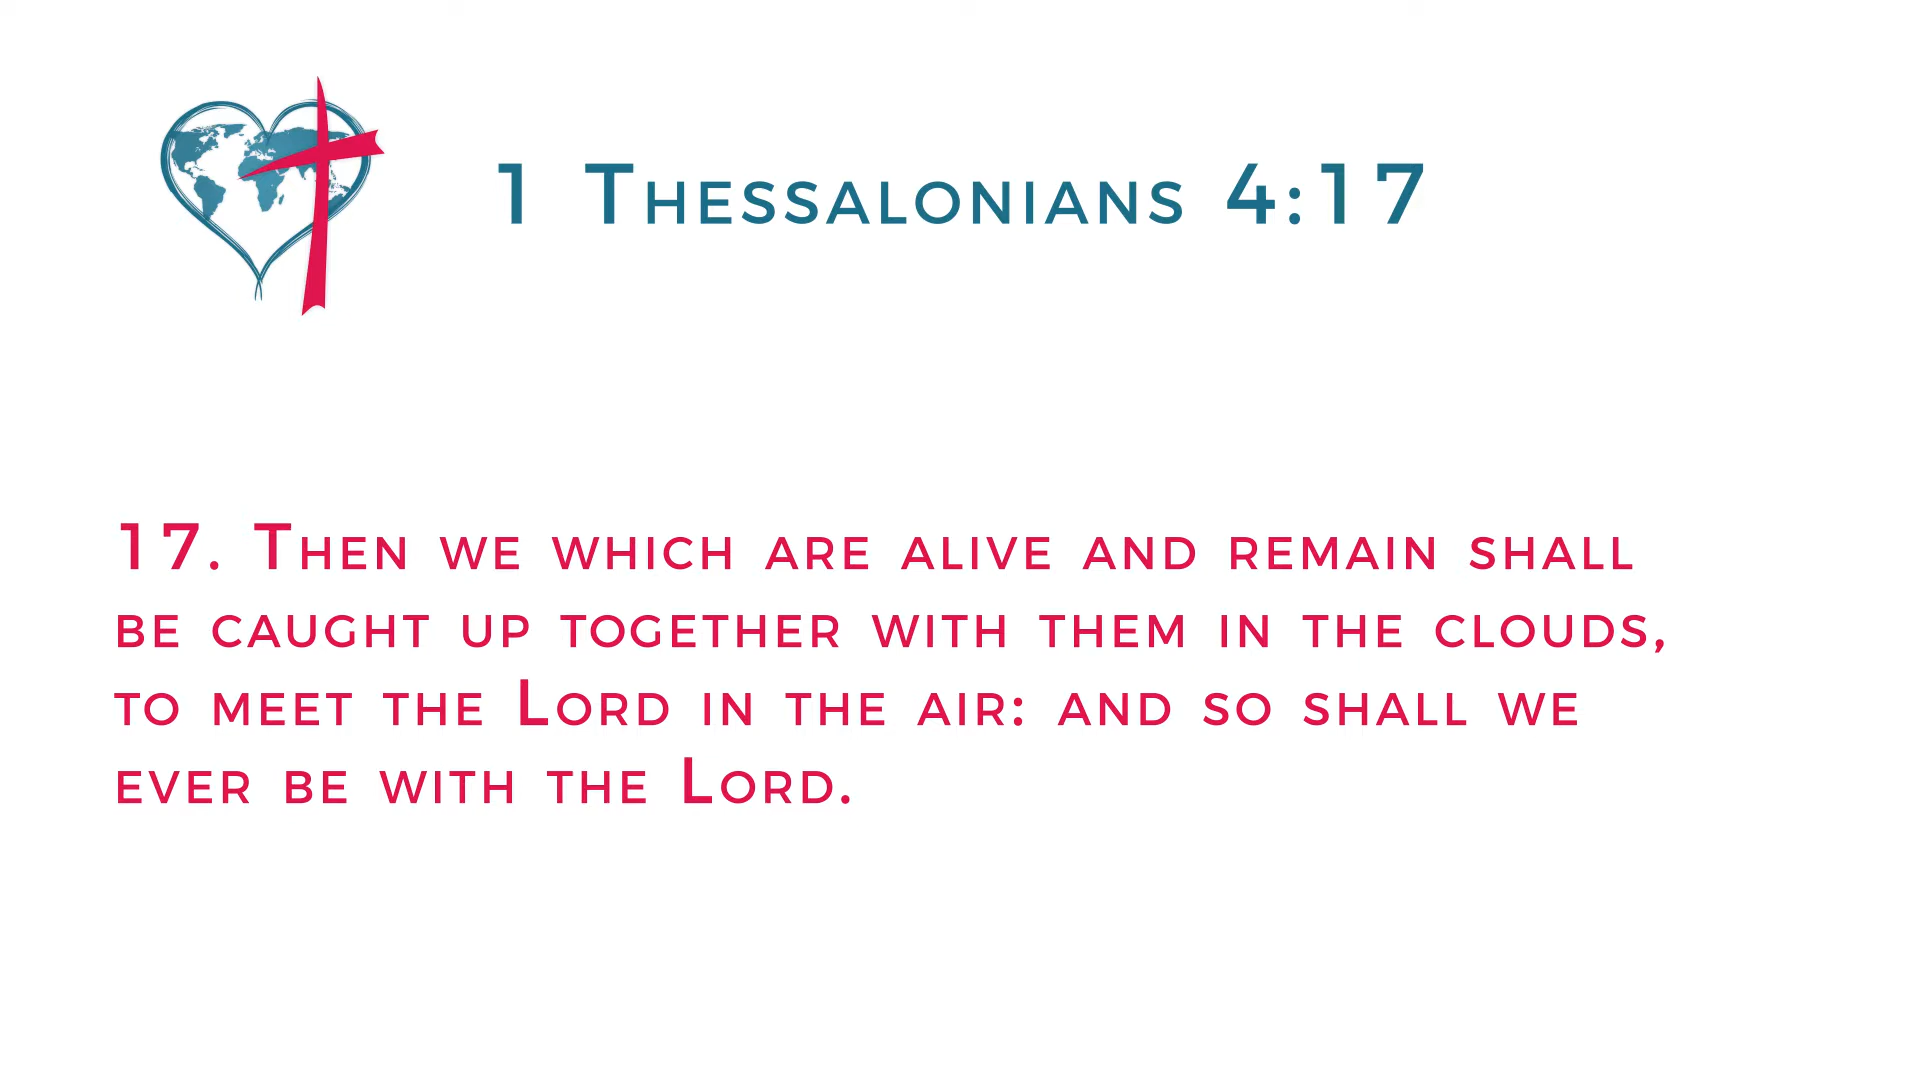 1 Thessalonians 4:17
17. Then we which are alive and remain shall
be caught up together with them in the clouds,
to meet the Lord in the air: and so shall we
ever be with the Lord.